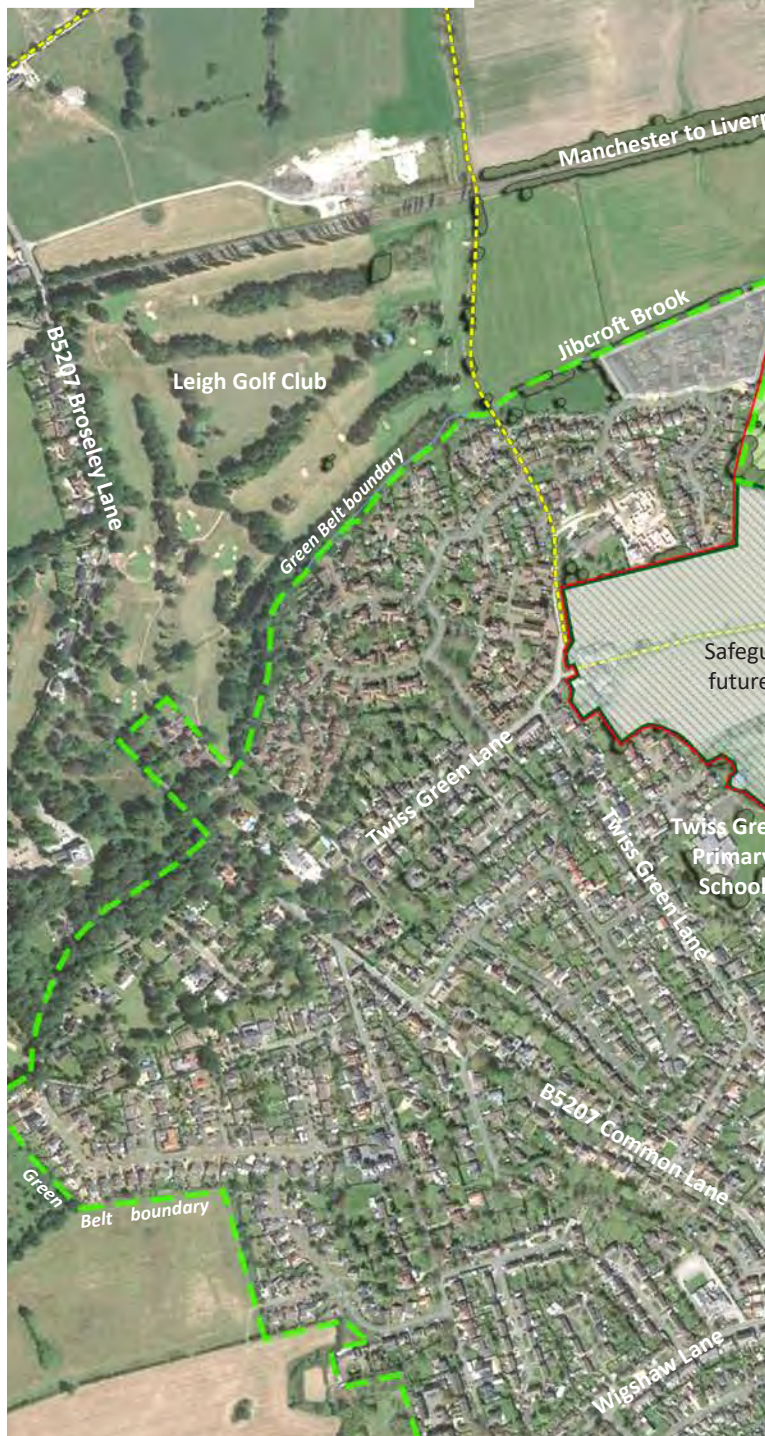 Manchester to Liverp
Jibcroft Brook
B5207 Broseley Lane
Leigh Golf Club
Green Belt boundary
Safegu
future
Twiss Green Lane
Twiss Green Lane
Twiss Gre
Primary
School
B5207 Common Lane
Green
Belt boundary
Wigshaw Lane